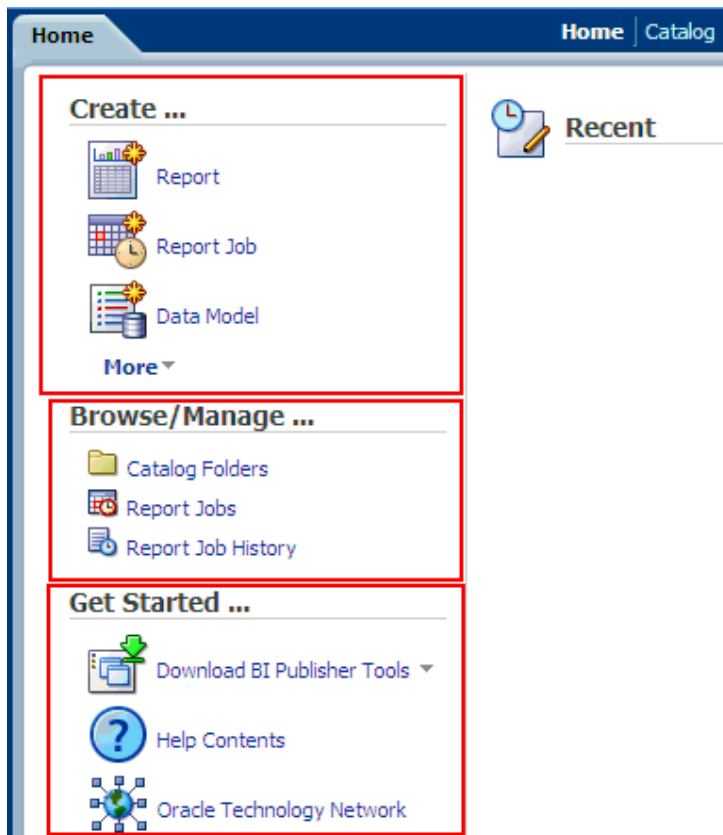 Home
Home Catalog
Create ...
Report
Report Job
Data Model
More
Browse/Manage ...
Catalog Folders
Report Jobs
Report Job History
Get Started ...
Download BI Publisher Tools
Help Contents
Oracle Technology Network
Recent